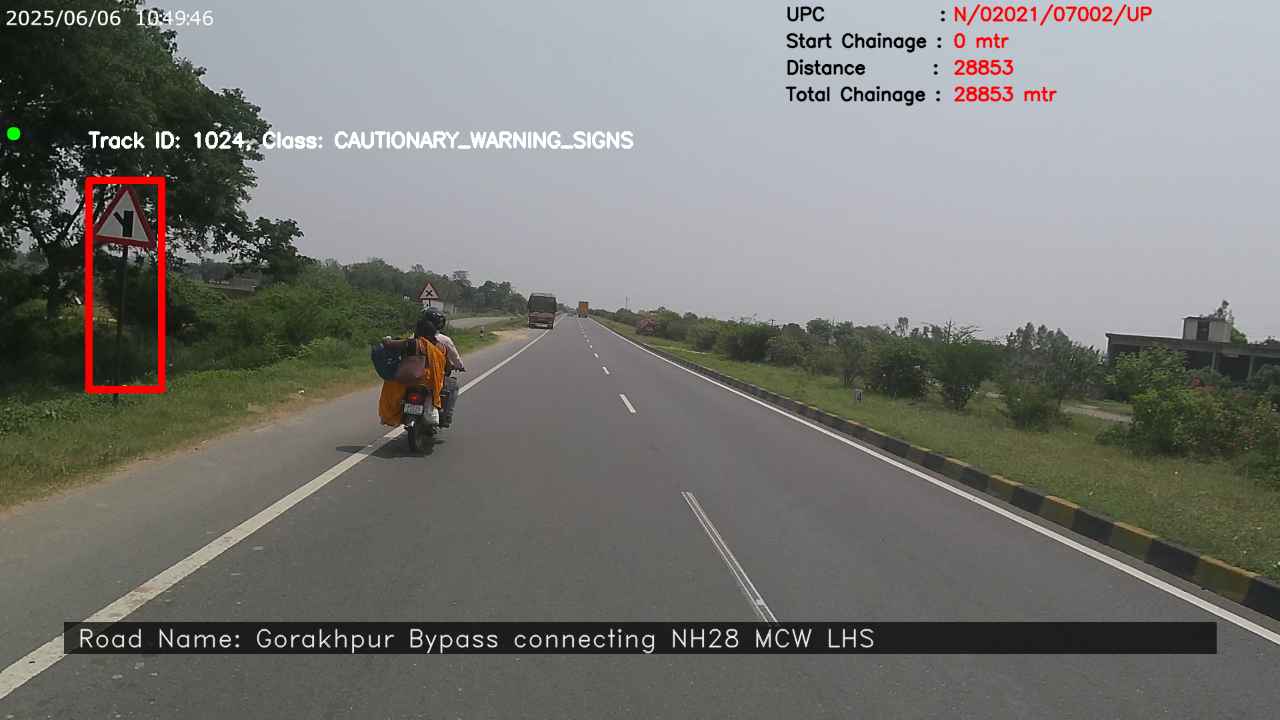 2025/06/06 10:49:46
UPC : N/02021/07002/UP
Start Chainage : 0 mtr
Distance : 28853
Total Chainage : 28853 mtr
Track ID: 1024, Class: CAUTIONARY_WARNING_SIGNS
Road Name: Gorakhpur Bypass connecting NH28 MCW LHS